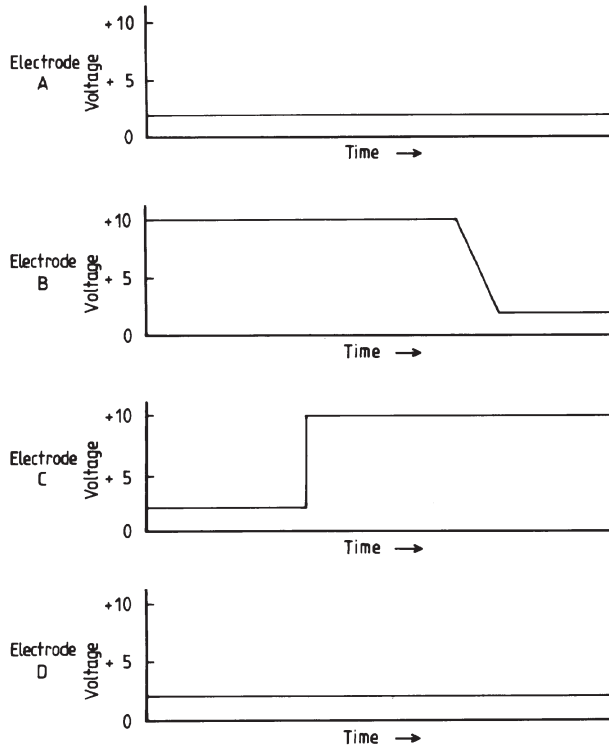 +10
Electrode
A
Voltage
+ 5
0
Time →
+10
Electrode
B
Voltage
+ 5
0
Time →
+10
Electrode
C
Voltage
+ 5
0
Time →
+10
Electrode
D
Voltage
+ 5
0
Time →